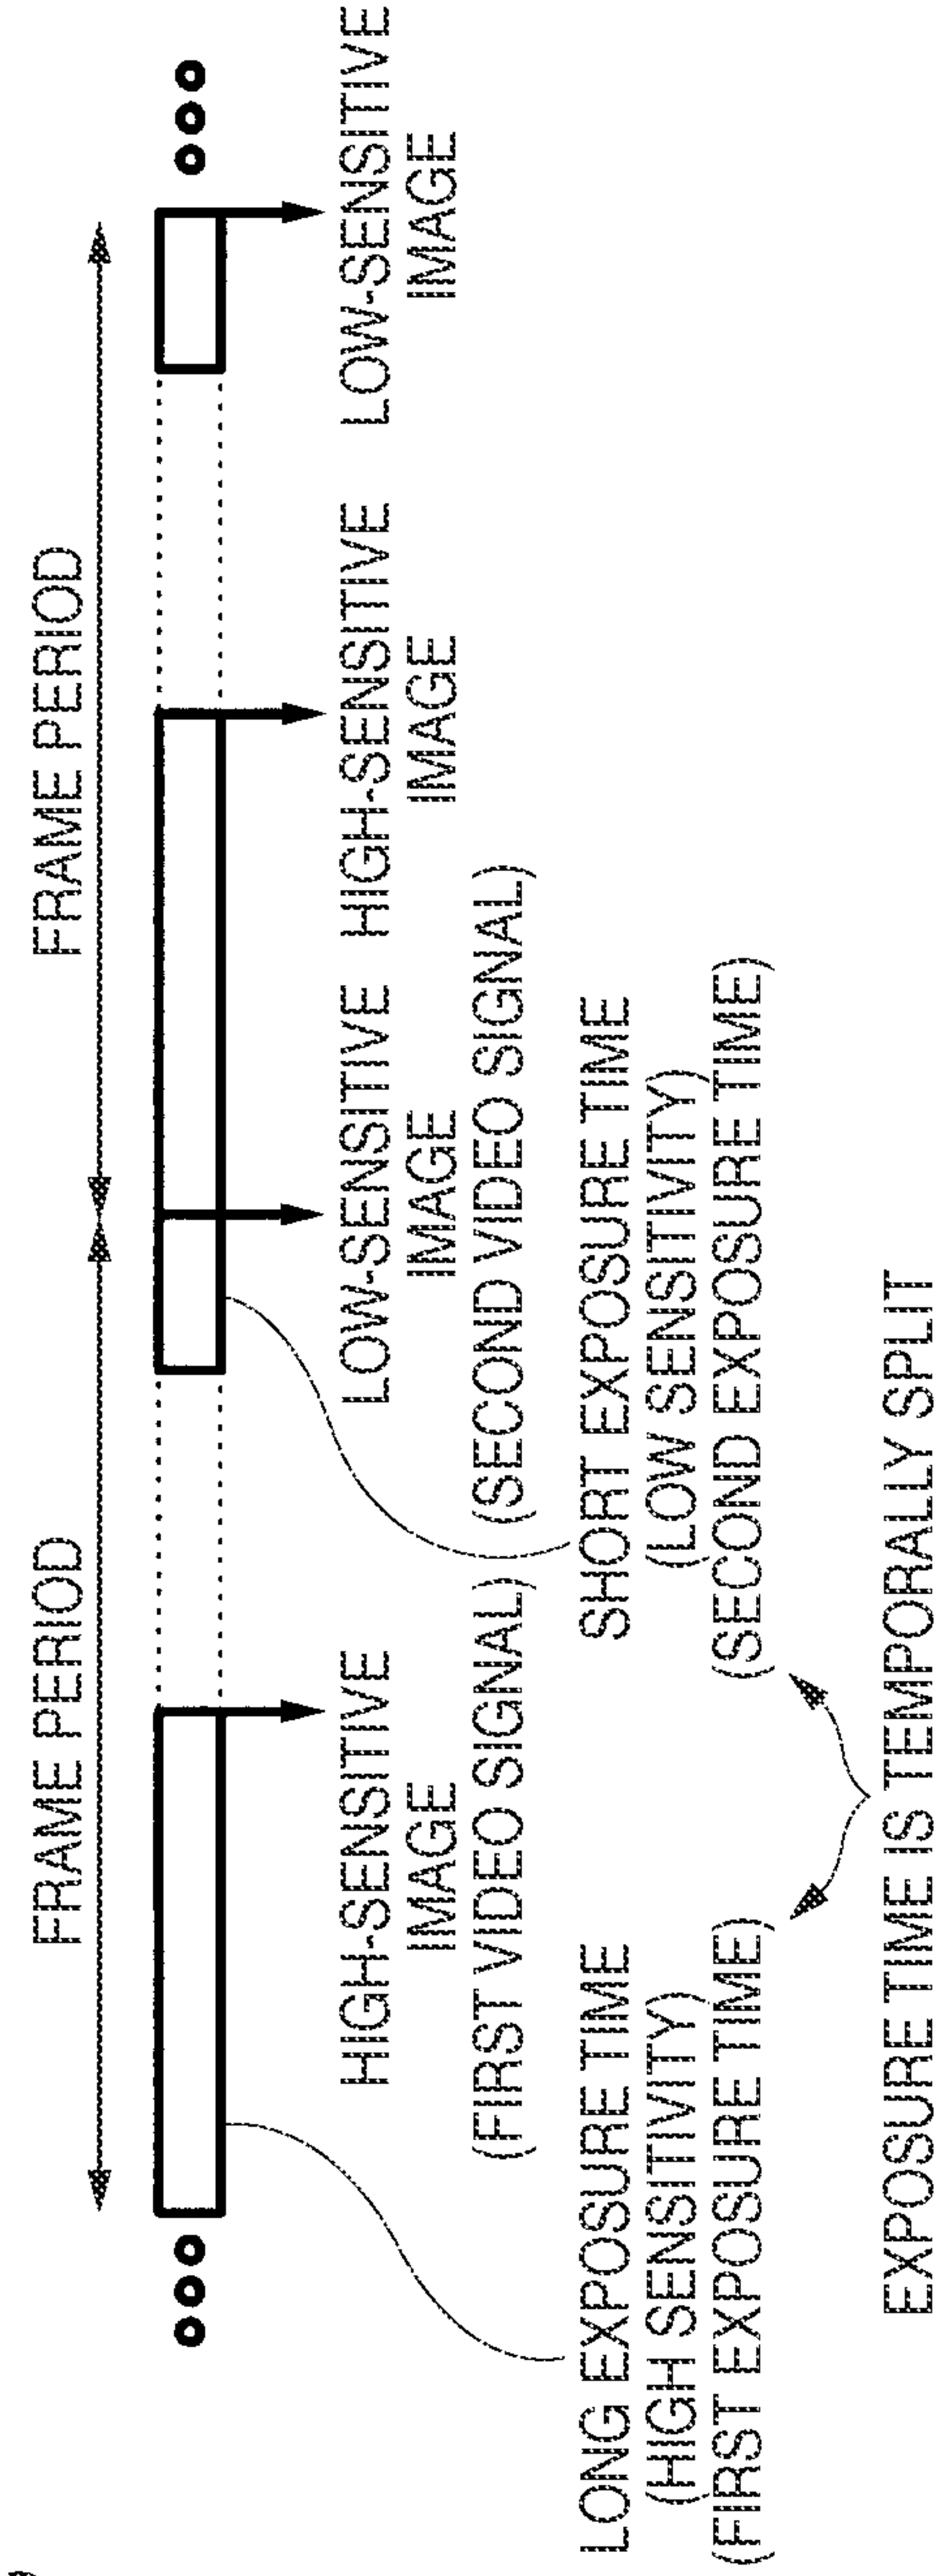 FRAME PERIOD
FRAME PERIOD
HIGH-SENSITIVE
IMAGE
(FIRST VIDEO SIGNAL)
LOW-SENSITIVE
IMAGE
(SECOND VIDEO SIGNAL)
HIGH-SENSITIVE
IMAGE
LOW-SENSITIVE
IMAGE
LONG EXPOSURE TIME
(HIGH SENSITIVITY)
(FIRST EXPOSURE TIME)
SHORT EXPOSURE TIME
(LOW SENSITIVITY)
(SECOND EXPOSURE TIME)
EXPOSURE TIME IS TEMPORALLY SPLIT